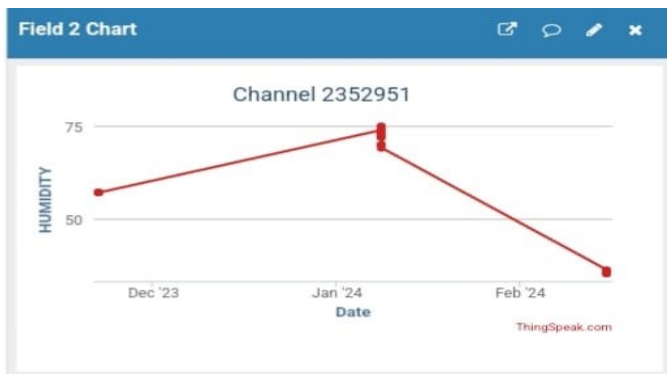 Field 2 Chart
Channel 2352951
75
50
HUMIDITY
Dec '23
Jan '24
Feb '24
Date
ThingSpeak.com